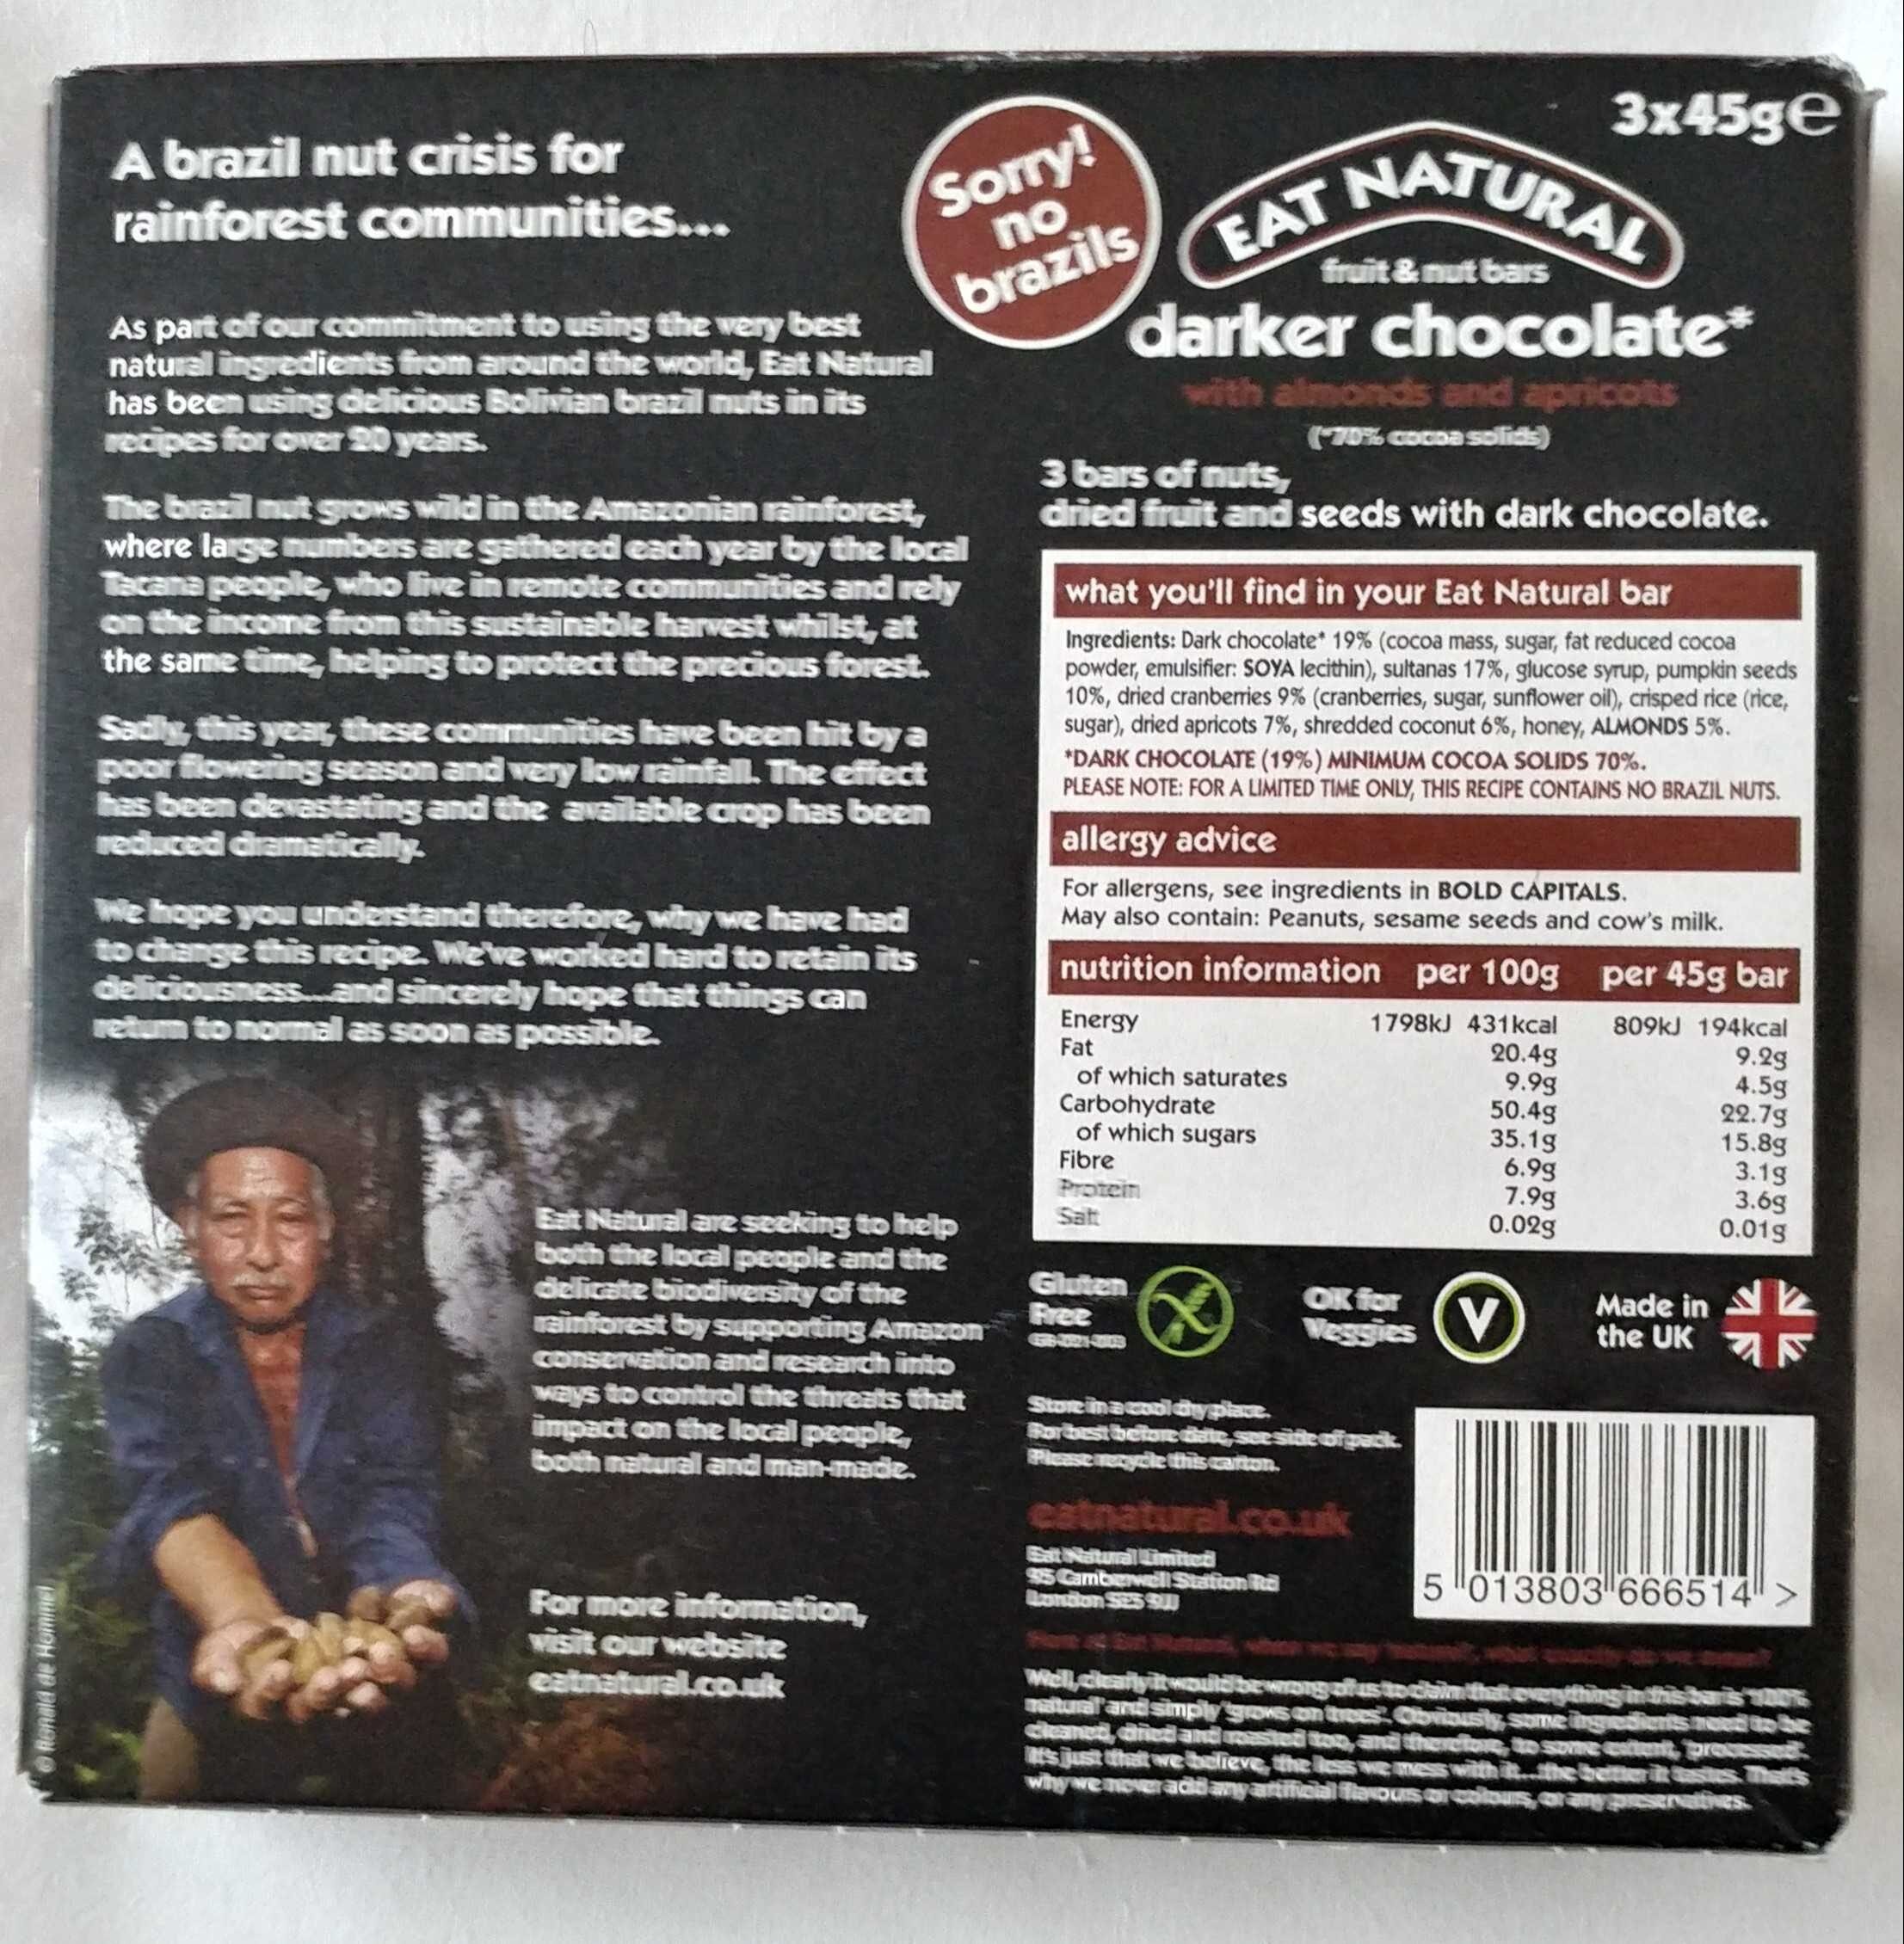 A brazil nut crisis for
rainforest communities...
As part of our commitment to using the very best
natural ingredients from around the world, Eat Natural
has been using delicious Bolivian brazil nuts in its
recipes for over 20 years.
The brazil nut grows wild in the Amazonian rainforest,
where large numbers are gathered each year by the local
Tacana people, who live in remote communities and rely
on the income from this sustainable harvest whilst, at
the same time, helping to protect the precious forest.
Sadly, this year, these communities have been hit by a
poor flowering season and very low rainfall. The effect
has been devastating and the available crop has been
reduced dramatically.
We hope you understand therefore, why we have had
to change this recipe. We've worked hard to retain its
deliciousness...and sincerely hope that things can
return to normal as soon as possible.
Eat Natural are seeking to help
both the local people and the
delicate biodiversity of the
rainforest by supporting Amazon
conservation and research into
ways to control the threats that
impact on the local people,
both natural and man-made.
For more information,
visit our website
eatnatural.co.uk
© Ronald de Hommel
Sorry!
no
brazils
3x45g℮
EAT NATURAL
fruit & nut bars
darker chocolate*
with almonds and apricots
(*70% cocoa solids)
3 bars of nuts,
dried fruit and seeds with dark chocolate.
what you'll find in your Eat Natural bar
Ingredients: Dark chocolate* 19% (cocoa mass, sugar, fat reduced cocoa
powder, emulsifier: SOYA lecithin), sultanas 17%, glucose syrup, pumpkin seeds
10%, dried cranberries 9% (cranberries, sugar, sunflower oil), crisped rice (rice,
sugar), dried apricots 7%, shredded coconut 6%, honey, ALMONDS 5%.
*DARK CHOCOLATE (19%) MINIMUM COCOA SOLIDS 70%.
PLEASE NOTE: FOR A LIMITED TIME ONLY, THIS RECIPE CONTAINS NO BRAZIL NUTS.
allergy advice
For allergens, see ingredients in BOLD CAPITALS.
May also contain: Peanuts, sesame seeds and cow's milk.
nutrition information per 100g per 45g bar
Energy 1798kJ 431kcal 809kJ 194kcal
Fat 20.4g 9.2g
of which saturates 9.9g 4.5g
Carbohydrate 50.4g 22.7g
of which sugars 35.1g 15.8g
Fibre 6.9g 3.1g
Protein 7.9g 3.6g
Salt 0.02g 0.01g
Gluten
Free
OK for
Veggies
V
Made in
the UK
Store in a cool dry place.
For best before date, see side of pack.
Please recycle this carton.
eatnatural.co.uk
Eat Natural Limited
95 Camberwell Station Rd
London SE5 9JJ
5 013803 666514 >
Here at Eat Natural, when we say 'natural', what exactly do we mean?
Well, clearly it would be wrong of us to claim that everything in this bar is '100%
natural' and simply 'grows on trees'. Obviously, some ingredients need to be
cleaned, dried and roasted too, and therefore, to some extent, 'processed'.
It's just that we believe, the less we mess with it...the better it tastes. That's
why we never add any artificial flavours or colours, or any preservatives.